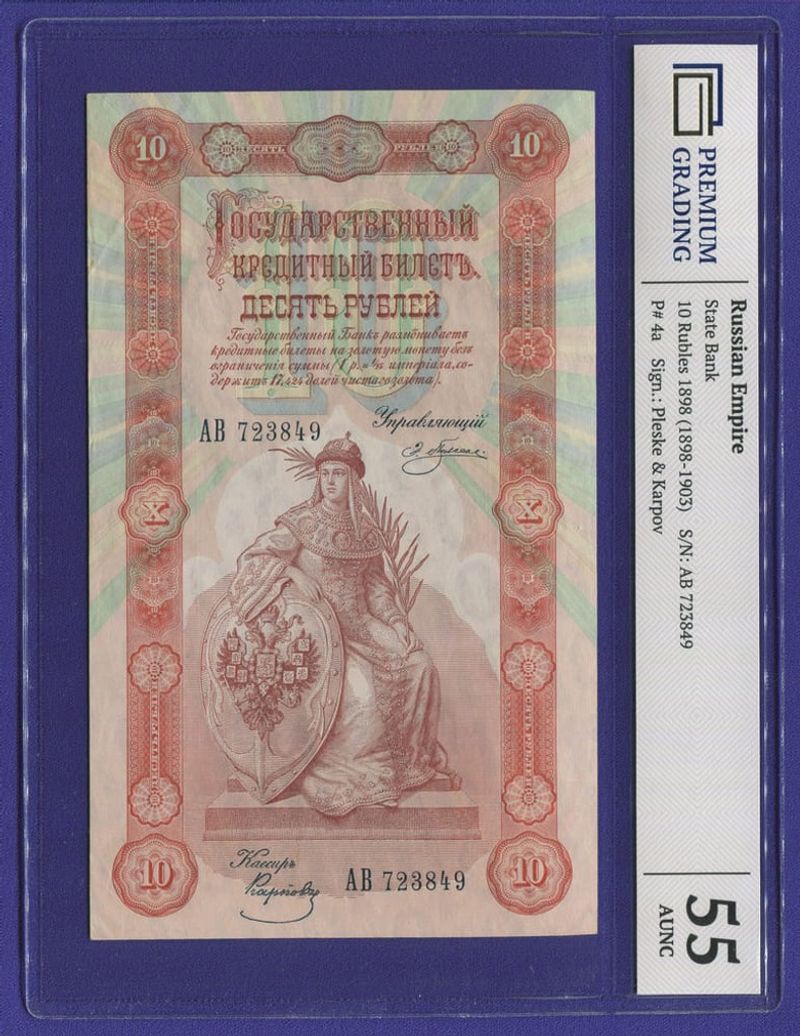 10 ДЕСЯТЬ РУБЛЕЙ 10
ГОСУДАРСТВЕННЫЙ
КРЕДИТНЫЙ БИЛЕТЪ.
ДЕСЯТЬ РУБЛЕЙ
Государственный Банкъ размѣниваетъ
кредитные билеты на золотую монету безъ
ограниченія суммы (1 р. = 1/15 имперіала, со-
держитъ 17,424 долей чистаго золота).
АВ 723849
Управляющій
X X
Кассиръ
АВ 723849
10 10
PREMIUM
GRADING
Russian Empire
State Bank
10 Rubles 1898 (1898-1903) S/N: AB 723849
P# 4a Sign.: Pleske & Karpov
55
AUNC